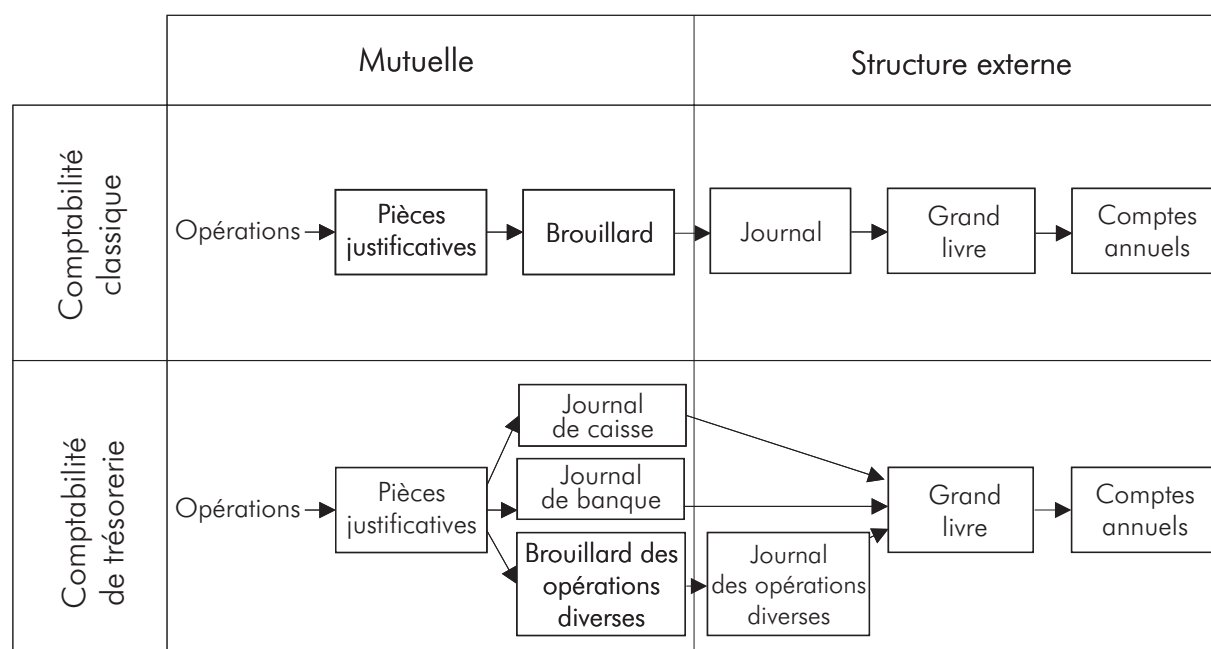 Mutuelle
Structure externe
Comptabilité
classique
Opérations
Pièces
justificatives
Brouillard
Journal
Grand
livre
Comptes
annuels
Comptabilité
de trésorerie
Opérations
Pièces
justificatives
Journal
de caisse
Journal
de banque
Brouillard des
opérations
diverses
Journal
des opérations
diverses
Grand
livre
Comptes
annuels